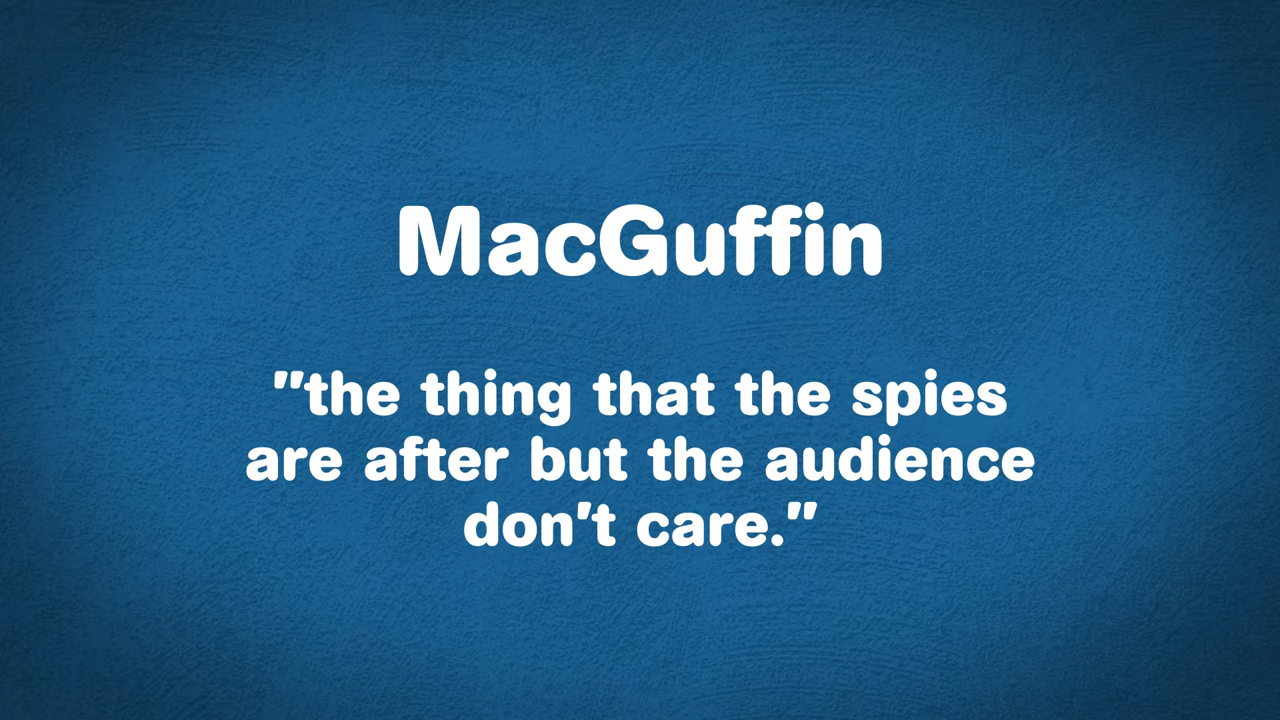 MacGuffin
"the thing that the spies
are after but the audience
don't care."